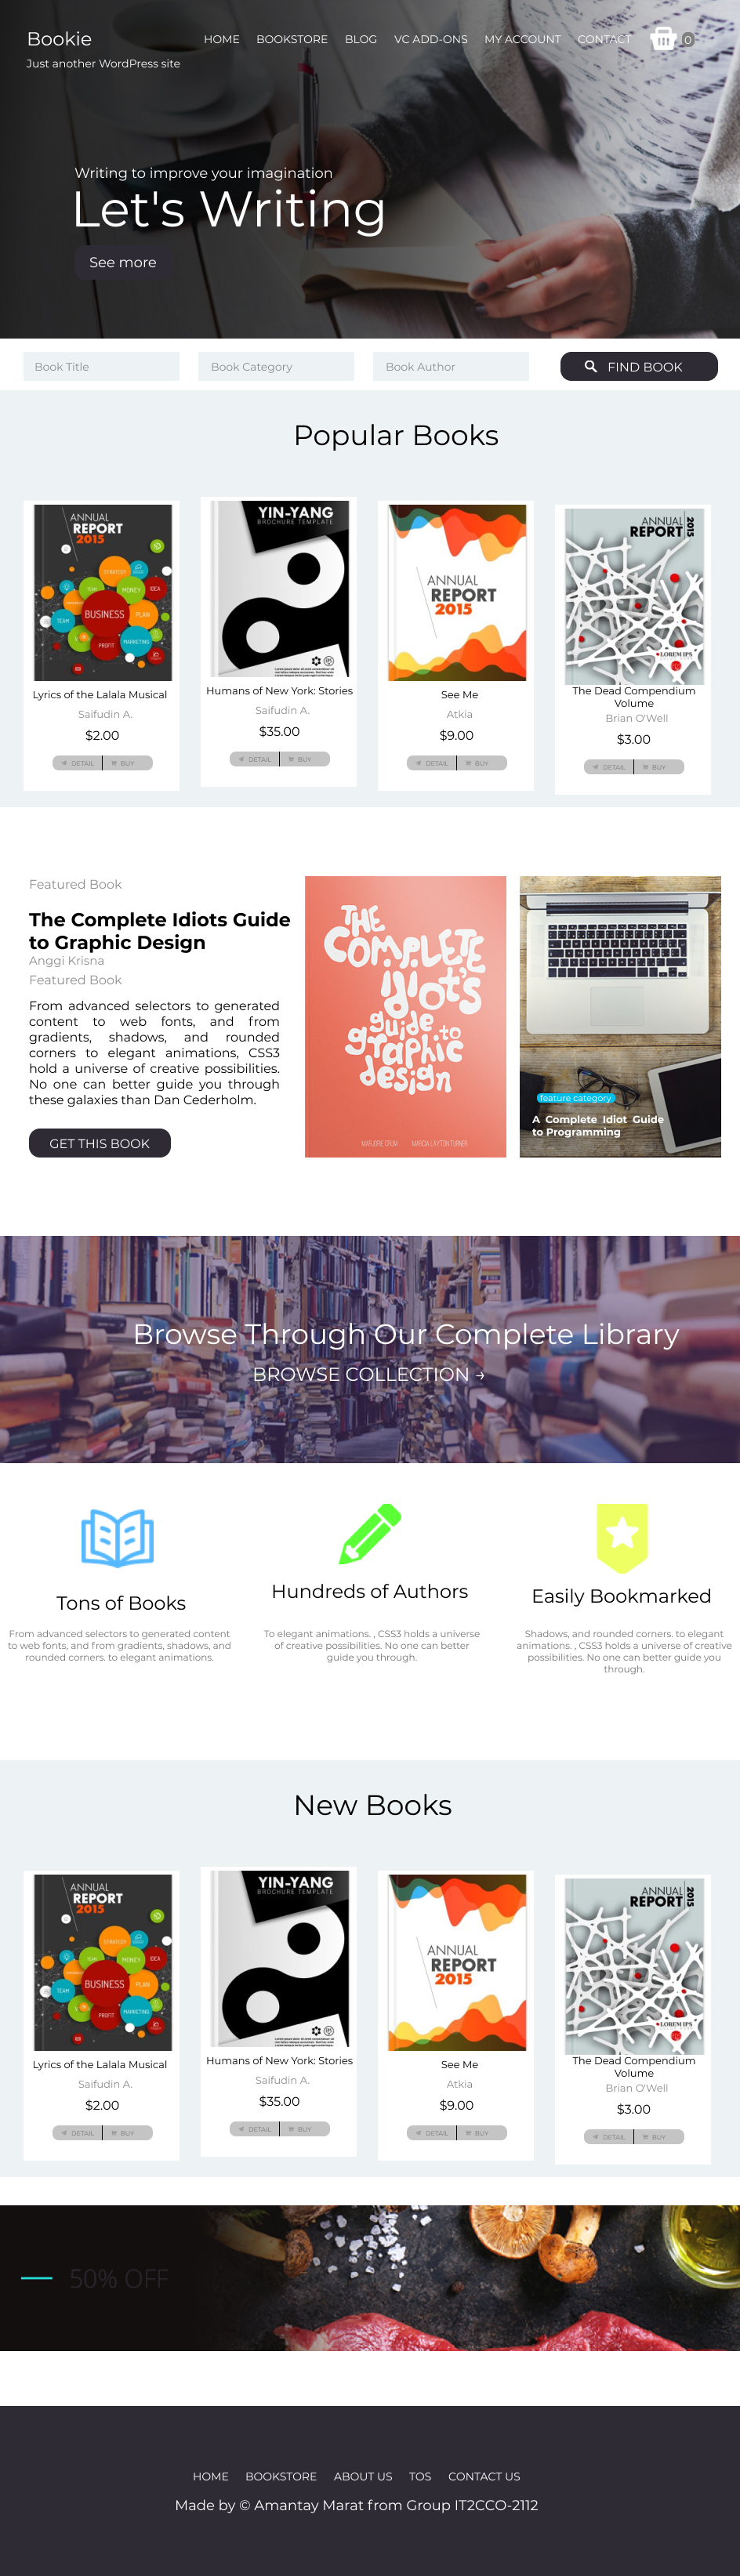 Bookie
HOME BOOKSTORE BLOG VC ADD-ONS MY ACCOUNT CONTACT 0
Just another WordPress site
Writing to improve your imagination
Let's Writing
See more
Book Title
Book Category
Book Author
FIND BOOK
Popular Books
ANNUAL
REPORT
2015
STRATEGY
TEAM
MONEY
IDEA
BUSINESS
PLAN
TEAM
PROFIT
MARKETING
Lyrics of the Lalala Musical
Saifudin A.
$2.00
DETAIL BUY
YIN-YANG
BROCHURE TEMPLATE
Humans of New York: Stories
Saifudin A.
$35.00
DETAIL BUY
ANNUAL
REPORT
2015
See Me
Atkia
$9.00
DETAIL BUY
ANNUAL
REPORT
2015
LOREM IPS
The Dead Compendium
Volume
Brian O'Well
$3.00
DETAIL BUY
Featured Book
The Complete Idiots Guide
to Graphic Design
Anggi Krisna
Featured Book
From advanced selectors to generated
content to web fonts, and from
gradients, shadows, and rounded
corners to elegant animations, CSS3
hold a universe of creative possibilities.
No one can better guide you through
these galaxies than Dan Cederholm.
GET THIS BOOK
THE
COMPLETE
idiot's
guide to
graphic
design
MARJORIE CRUM MARCIA LAYTON TURNER
feature category
A Complete Idiot Guide
to Programming
Browse Through Our Complete Library
BROWSE COLLECTION →
Tons of Books
From advanced selectors to generated content
to web fonts, and from gradients, shadows, and
rounded corners. to elegant animations.
Hundreds of Authors
To elegant animations. , CSS3 holds a universe
of creative possibilities. No one can better
guide you through.
Easily Bookmarked
Shadows, and rounded corners. to elegant
animations. , CSS3 holds a universe of creative
possibilities. No one can better guide you
through.
New Books
ANNUAL
REPORT
2015
STRATEGY
TEAM
MONEY
IDEA
BUSINESS
PLAN
TEAM
PROFIT
MARKETING
Lyrics of the Lalala Musical
Saifudin A.
$2.00
DETAIL BUY
YIN-YANG
BROCHURE TEMPLATE
Humans of New York: Stories
Saifudin A.
$35.00
DETAIL BUY
ANNUAL
REPORT
2015
See Me
Atkia
$9.00
DETAIL BUY
ANNUAL
REPORT
2015
LOREM IPS
The Dead Compendium
Volume
Brian O'Well
$3.00
DETAIL BUY
50% OFF
HOME BOOKSTORE ABOUT US TOS CONTACT US
Made by © Amantay Marat from Group IT2CCO-2112